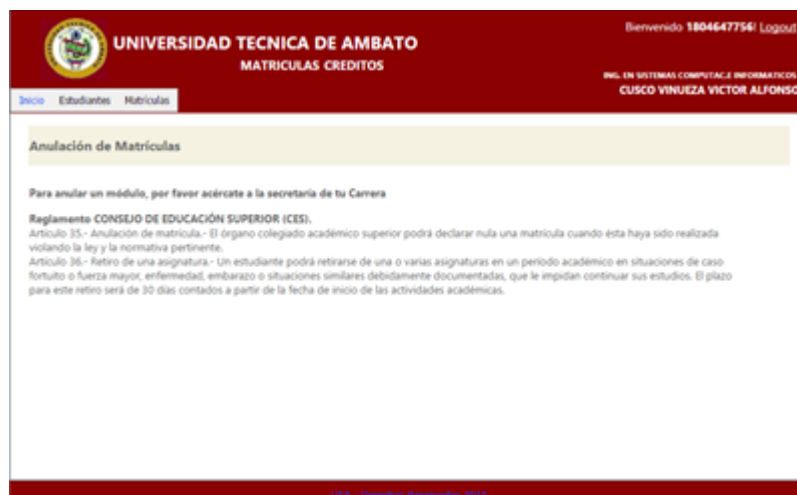 UNIVERSIDAD TECNICA DE AMBATO
MATRICULAS CREDITOS
Bienvenido 1804647756! Logout
ING. EN SISTEMAS COMPUTAC.E INFORMATICOS
CUSCO VINUEZA VICTOR ALFONSO
Inicio Estudiantes Matrículas
Anulación de Matrículas
Para anular un módulo, por favor acércate a la secretaría de tu Carrera
Reglamento CONSEJO DE EDUCACIÓN SUPERIOR (CES).
Artículo 35.- Anulación de matrícula.- El órgano colegiado académico superior podrá declarar nula una matrícula cuando ésta haya sido realizada
violando la ley y la normativa pertinente.
Artículo 36.- Retiro de una asignatura.- Un estudiante podrá retirarse de una o varias asignaturas en un período académico en situaciones de caso
fortuito o fuerza mayor, enfermedad, embarazo o situaciones similares debidamente documentadas, que le impidan continuar sus estudios. El plazo
para este retiro será de 30 días contados a partir de la fecha de inicio de las actividades académicas.